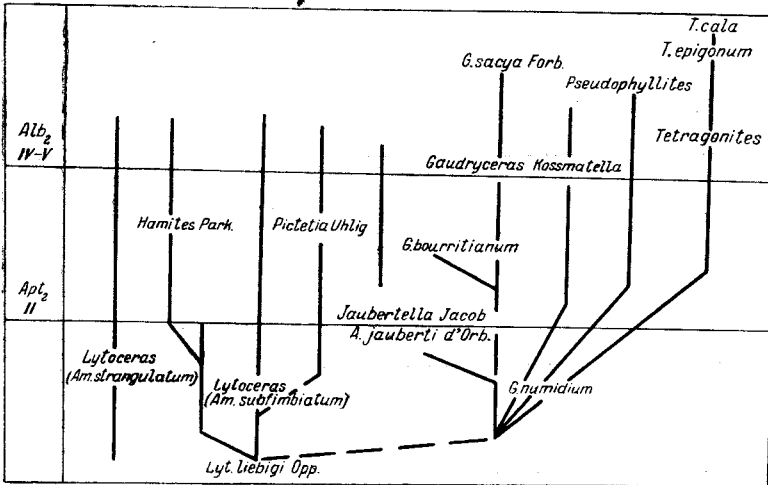 T.cala
T.epigonum
G.sacya Forb.
Pseudophyllites
Alb₂
IV-V
Tetragonites
Gaudryceras Kossmatella
Hamites Park.
Pictetia Uhlig
G.bourritianum
Apt₂
II
Jaubertella Jacob
A.jauberti d'Orb.
Lytoceras
(Am.strangulatum)
Lytoceras
(Am.subfimbiatum)
G.numidium
Lyt.liebigi Opp.